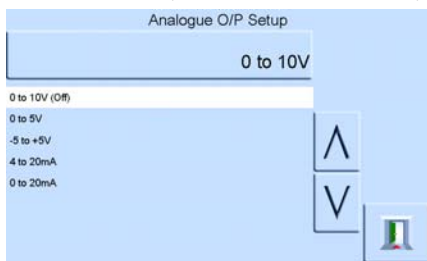 Analogue O/P Setup
0 to 10V
0 to 10V (Off)
0 to 5V
-5 to +5V
4 to 20mA
0 to 20mA